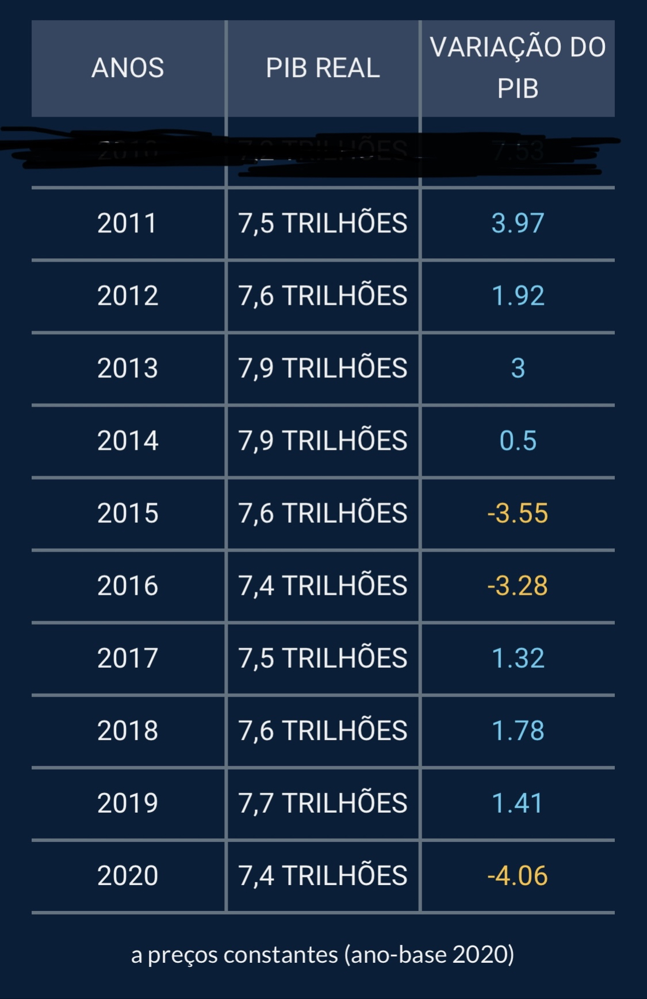 ANOS PIB REAL VARIAÇÃO DO PIB
2011 7,5 TRILHÕES 3.97
2012 7,6 TRILHÕES 1.92
2013 7,9 TRILHÕES 3
2014 7,9 TRILHÕES 0.5
2015 7,6 TRILHÕES -3.55
2016 7,4 TRILHÕES -3.28
2017 7,5 TRILHÕES 1.32
2018 7,6 TRILHÕES 1.78
2019 7,7 TRILHÕES 1.41
2020 7,4 TRILHÕES -4.06
a preços constantes (ano-base 2020)